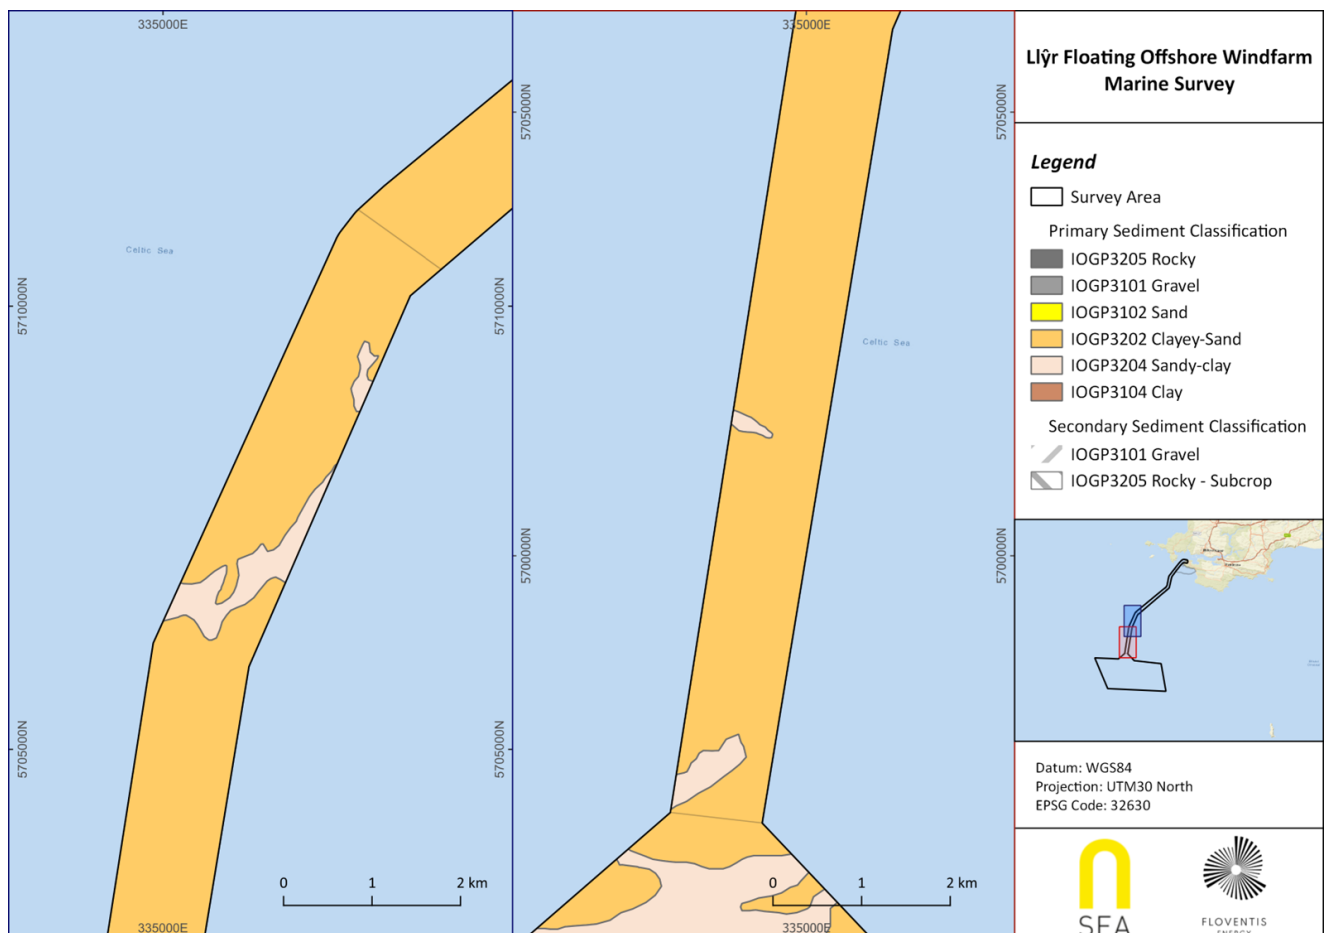 335000E
335000E
5705000N
5705000N
Celtic Sea
5710000N
5710000N
Celtic Sea
5700000N
5700000N
5705000N
5705000N
0 1 2 km
0 1 2 km
335000E
335000E
Llŷr Floating Offshore Windfarm
Marine Survey
Legend
Survey Area
Primary Sediment Classification
IOGP3205 Rocky
IOGP3101 Gravel
IOGP3102 Sand
IOGP3202 Clayey-Sand
IOGP3204 Sandy-clay
IOGP3104 Clay
Secondary Sediment Classification
IOGP3101 Gravel
IOGP3205 Rocky - Subcrop
Datum: WGS84
Projection: UTM30 North
EPSG Code: 32630
SEA
FLOVENTIS
ENERGY